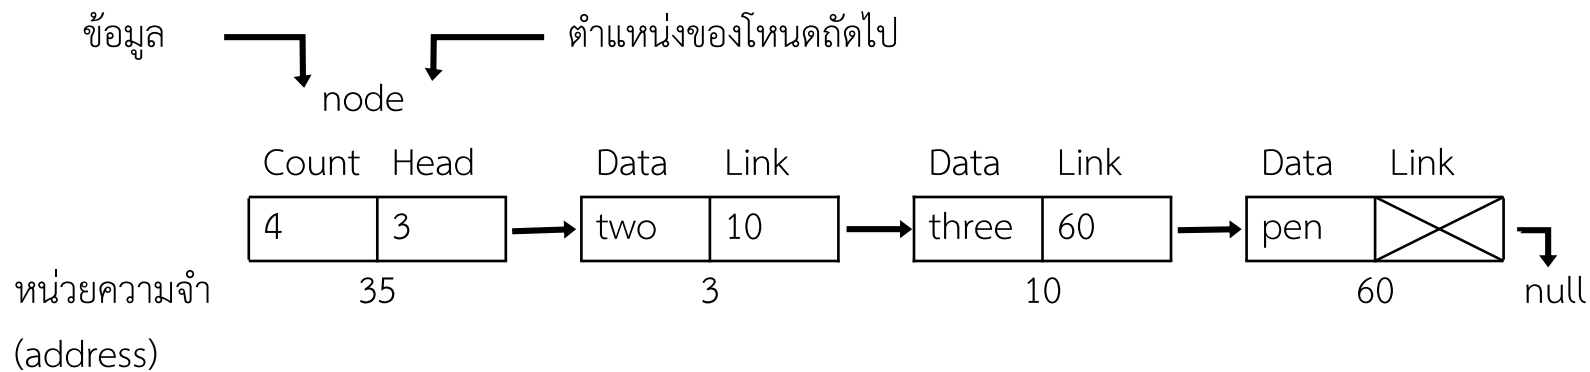 ข้อมูล ตำแหน่งของโหนดถัดไป
node
Count Head Data Link Data Link Data Link
4 3 two 10 three 60 pen
หน่วยความจำ 35 3 10 60 null
(address)